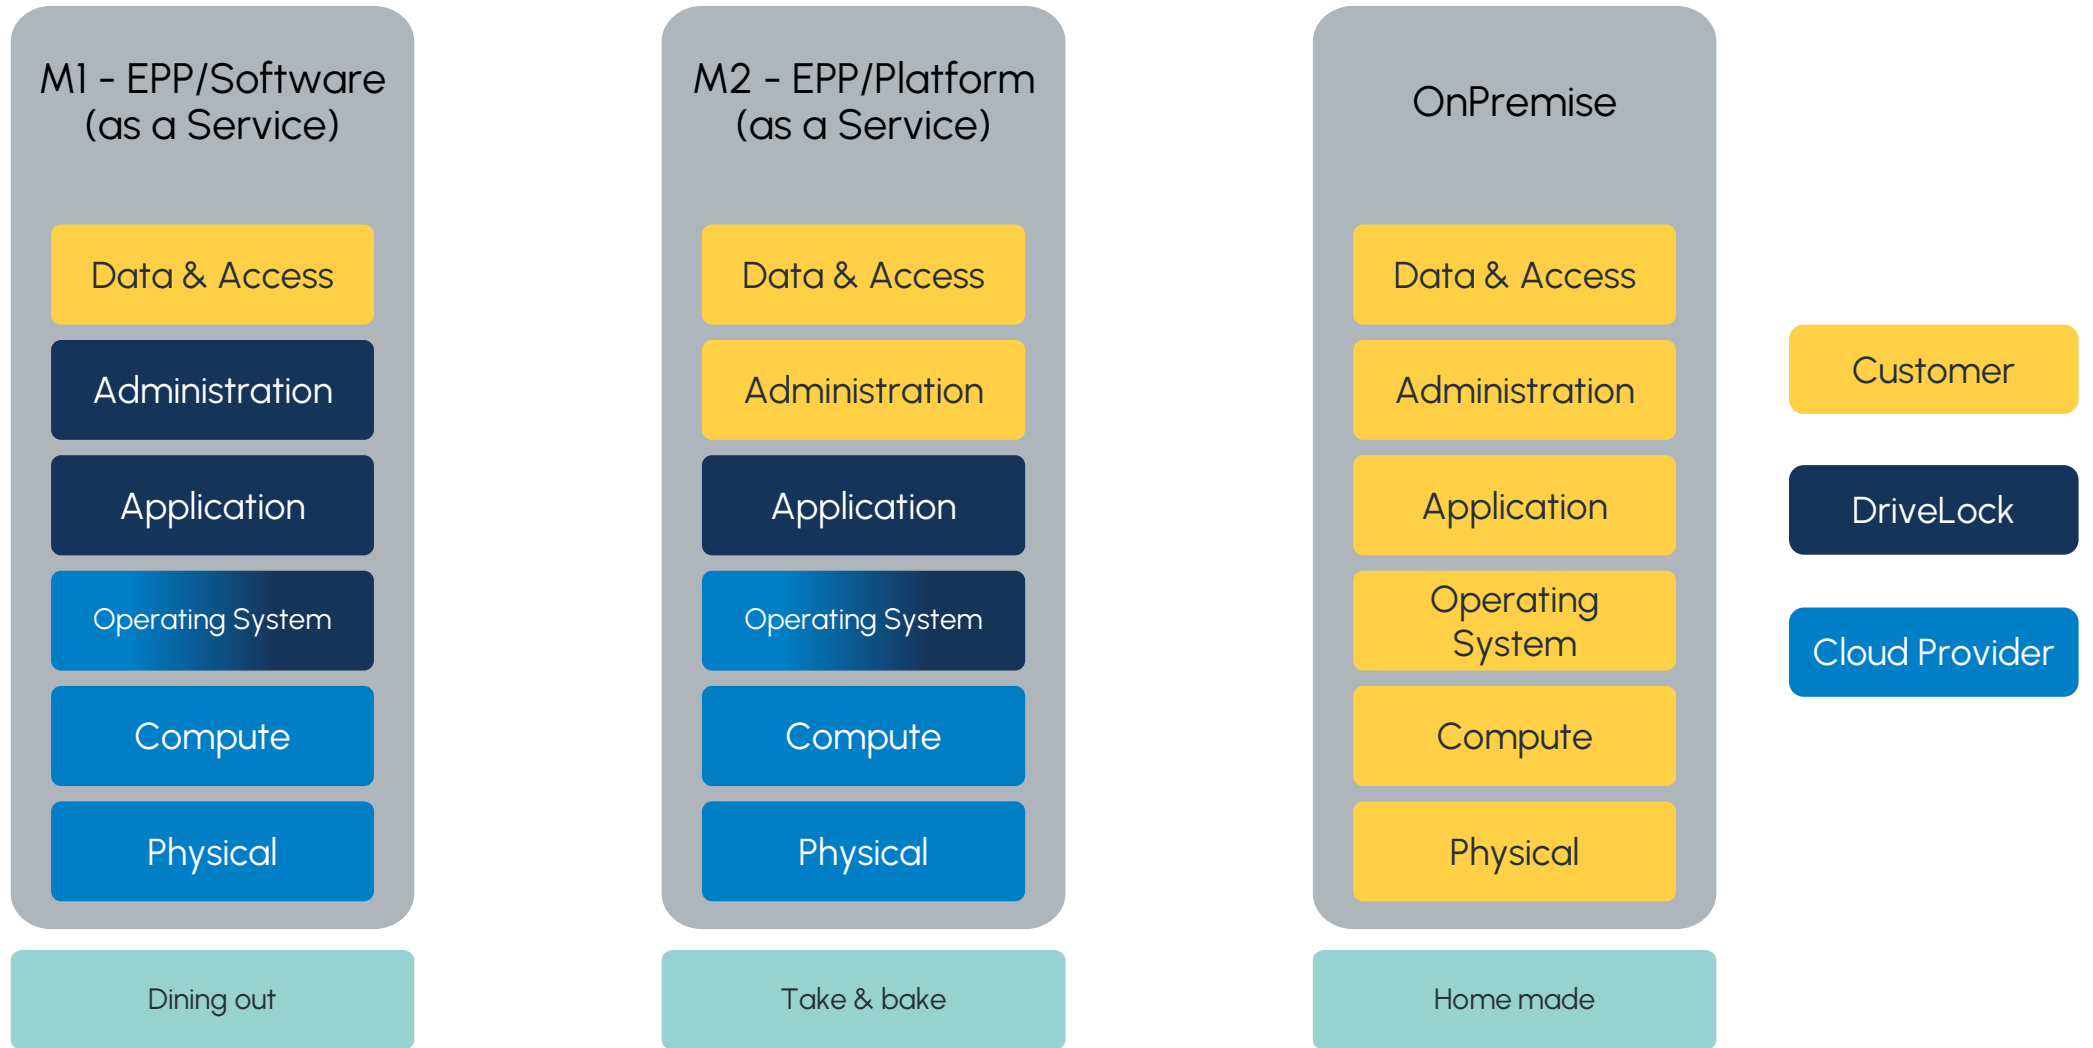 M1 - EPP/Software
(as a Service)
Data & Access
Administration
Application
Operating System
Compute
Physical
Dining out
M2 - EPP/Platform
(as a Service)
Data & Access
Administration
Application
Operating System
Compute
Physical
Take & bake
OnPremise
Data & Access
Administration
Application
Operating
System
Compute
Physical
Home made
Customer
DriveLock
Cloud Provider